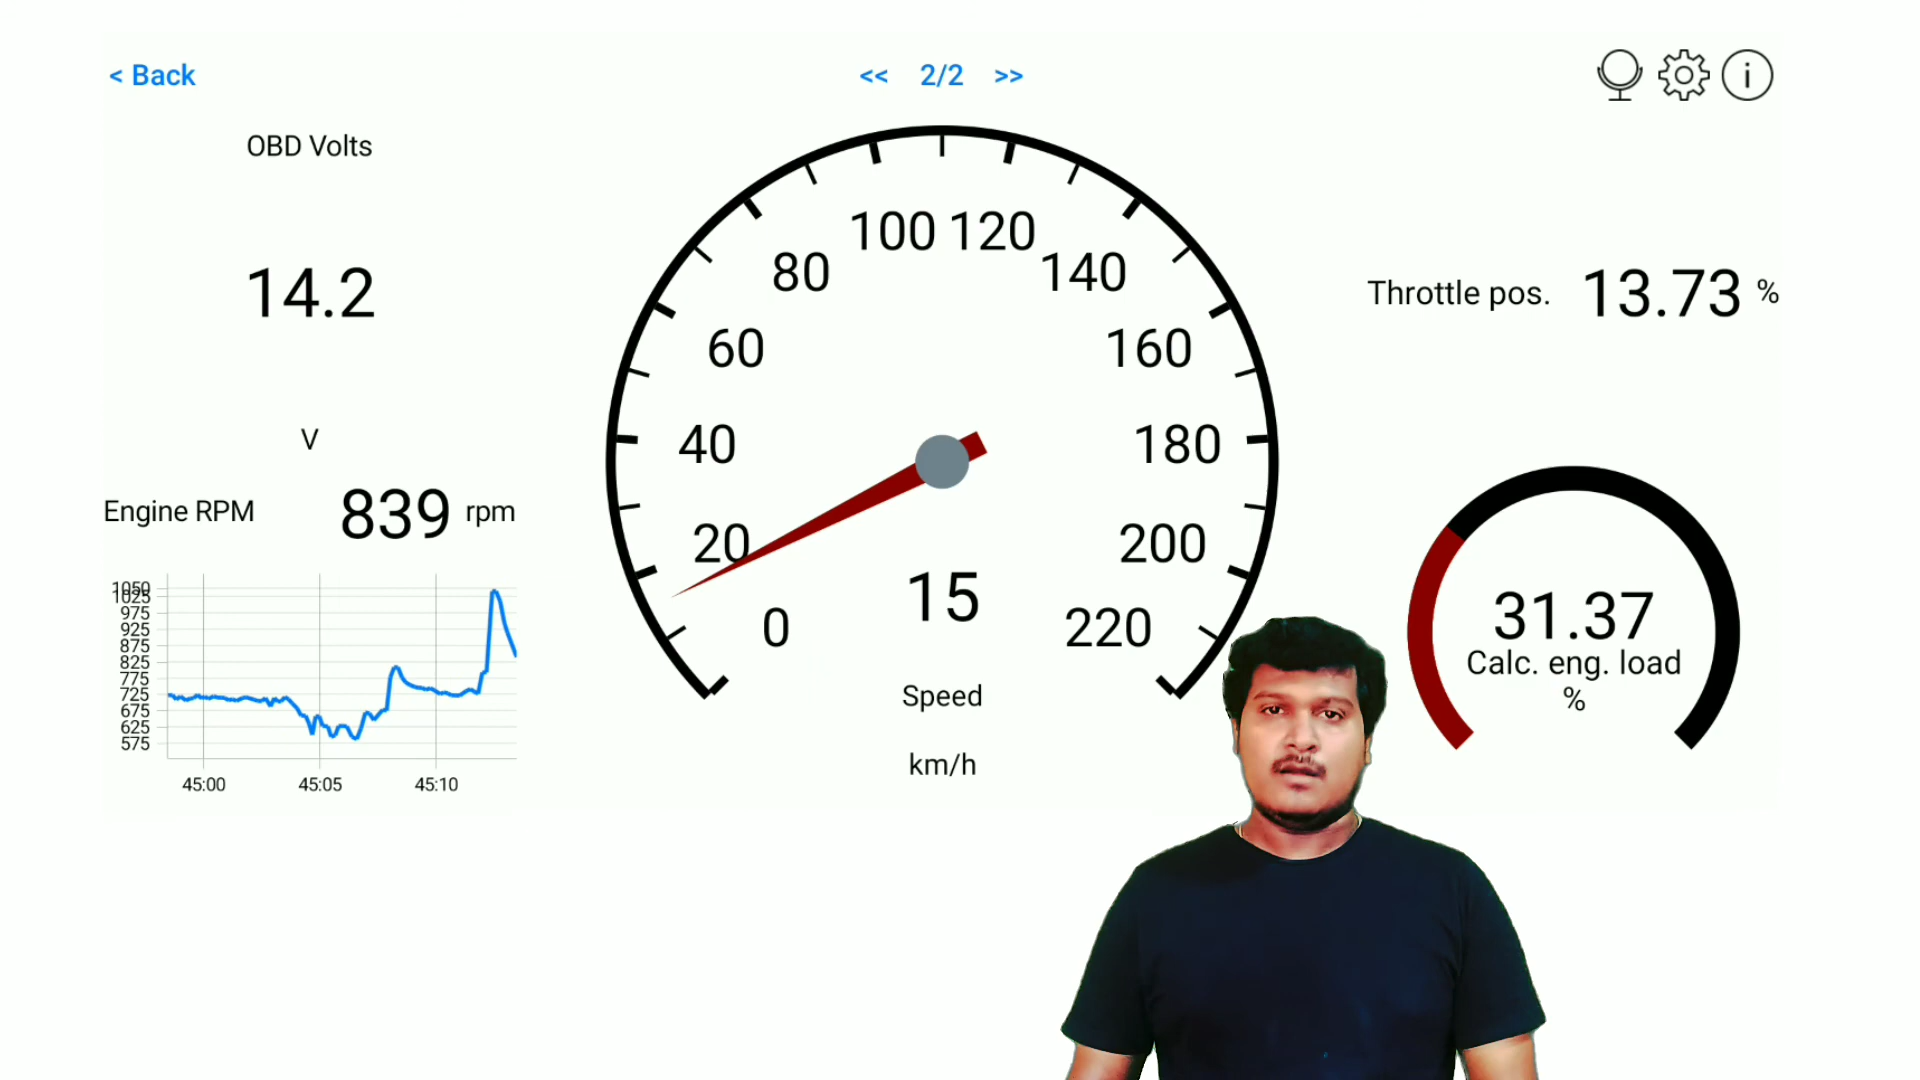 < Back
<< 2/2 >>
i
OBD Volts
14.2
V
Engine RPM 839 rpm
1050
1025
975
925
875
825
775
725
675
625
575
45:00 45:05 45:10
0
20
40
60
80
100
120
140
160
180
200
220
15
Speed
km/h
Throttle pos. 13.73 %
31.37
Calc. eng. load
%